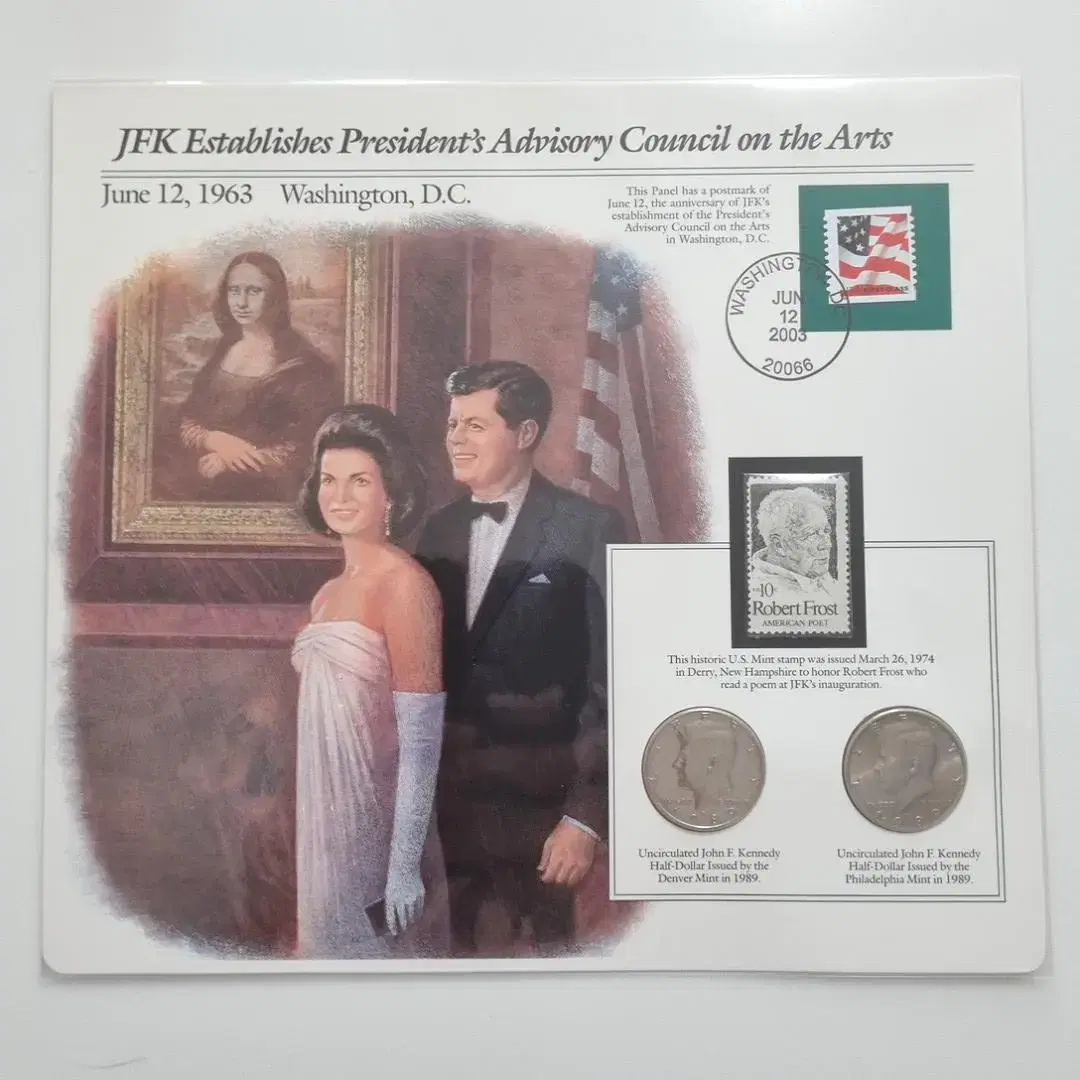 JFK Establishes President's Advisory Council on the Arts
June 12, 1963 Washington, D.C.
This Panel has a postmark of
June 12, the anniversary of JFK's
establishment of the President's
Advisory Council on the Arts
in Washington, D.C.
WASHINGTON, DC
JUN
12
2003
20066
10
Robert Frost
AMERICAN POET
This historic U.S. Mint stamp was issued March 26, 1974
in Derry, New Hampshire to honor Robert Frost who
read a poem at JFK's inauguration.
Uncirculated John F. Kennedy
Half-Dollar Issued by the
Denver Mint in 1989.
Uncirculated John F. Kennedy
Half-Dollar Issued by the
Philadelphia Mint in 1989.